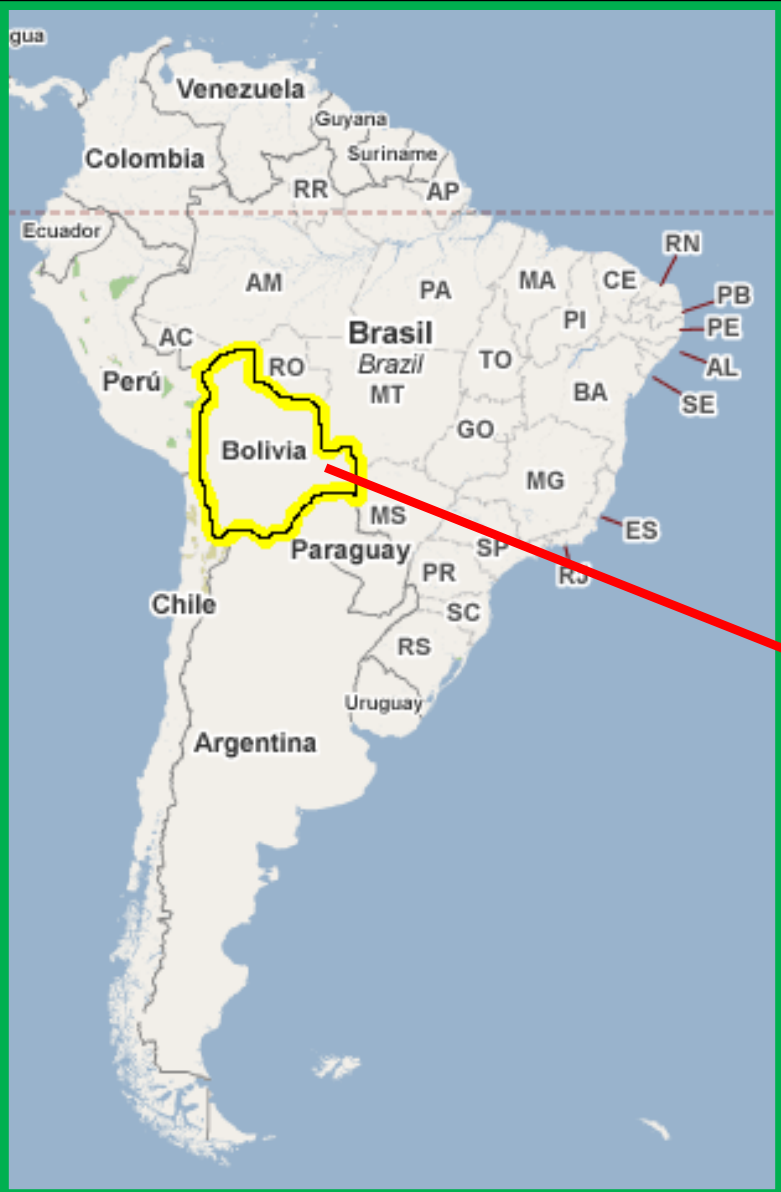 gua
Venezuela
Guyana
Colombia
Suriname
RR
AP
Ecuador
RN
AM
PA
MA
CE
PB
PI
PE
AC
Brasil
Brazil
TO
RO
AL
Perú
MT
BA
SE
GO
Bolivia
MG
MS
ES
Paraguay
SP
PR
RJ
Chile
SC
RS
Uruguay
Argentina